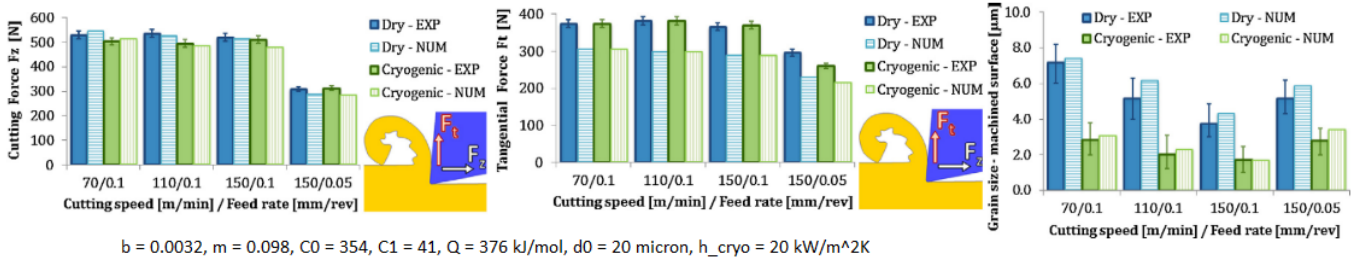 Cutting Force Fz [N]
600
500
400
300
200
100
0
Dry - EXP
Dry - NUM
Cryogenic - EXP
Cryogenic - NUM
Ft
Fz
70/0.1 110/0.1 150/0.1 150/0.05
Cutting speed [m/min] / Feed rate [mm/rev]
Tangential Force Ft [N]
400
300
200
100
0
Dry - EXP
Dry - NUM
Cryogenic - EXP
Cryogenic - NUM
Ft
Fz
70/0.1 110/0.1 150/0.1 150/0.05
Cutting speed [m/min] / Feed rate [mm/rev]
Grain size - machined surface [μm]
10.0
8.0
6.0
4.0
2.0
0.0
Dry - EXP
Dry - NUM
Cryogenic - EXP
Cryogenic - NUM
70/0.1 110/0.1 150/0.1 150/0.05
Cutting speed [m/min] / Feed rate [mm/rev]
b = 0.0032, m = 0.098, C0 = 354, C1 = 41, Q = 376 kJ/mol, d0 = 20 micron, h_cryo = 20 kW/m^2K